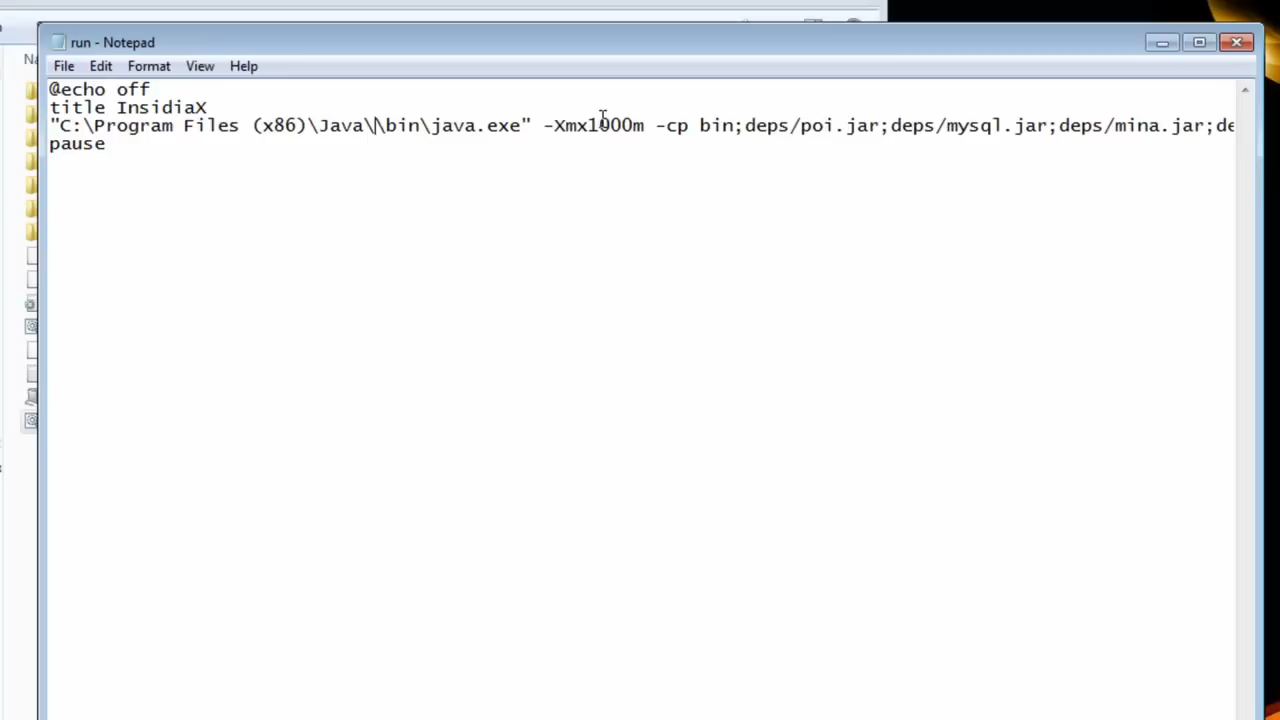 run - Notepad
File Edit Format View Help
@echo off
title InsidiaX
"C:\Program Files (x86)\Java\\bin\java.exe" -Xmx1000m -cp bin;deps/poi.jar;deps/mysql.jar;deps/mina.jar;de
pause